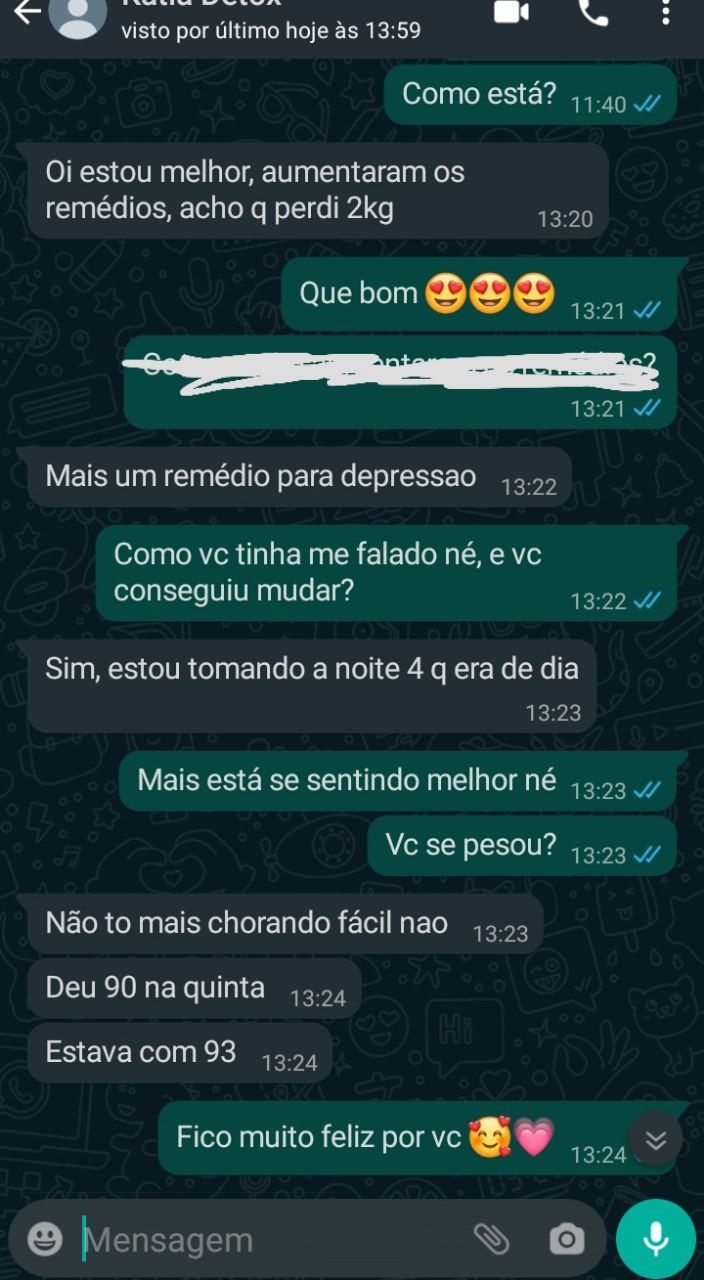 visto por último hoje às 13:59
Como está? 11:40
Oi estou melhor, aumentaram os
remédios, acho q perdi 2kg
13:20
Que bom 😍😍😍 13:21
13:21
Mais um remédio para depressao 13:22
Como vc tinha me falado né, e vc
conseguiu mudar? 13:22
Sim, estou tomando a noite 4 q era de dia
13:23
Mais está se sentindo melhor né 13:23
Vc se pesou? 13:23
Não to mais chorando fácil nao 13:23
Deu 90 na quinta 13:24
Estava com 93 13:24
Fico muito feliz por vc 🥰💗 13:24
Mensagem